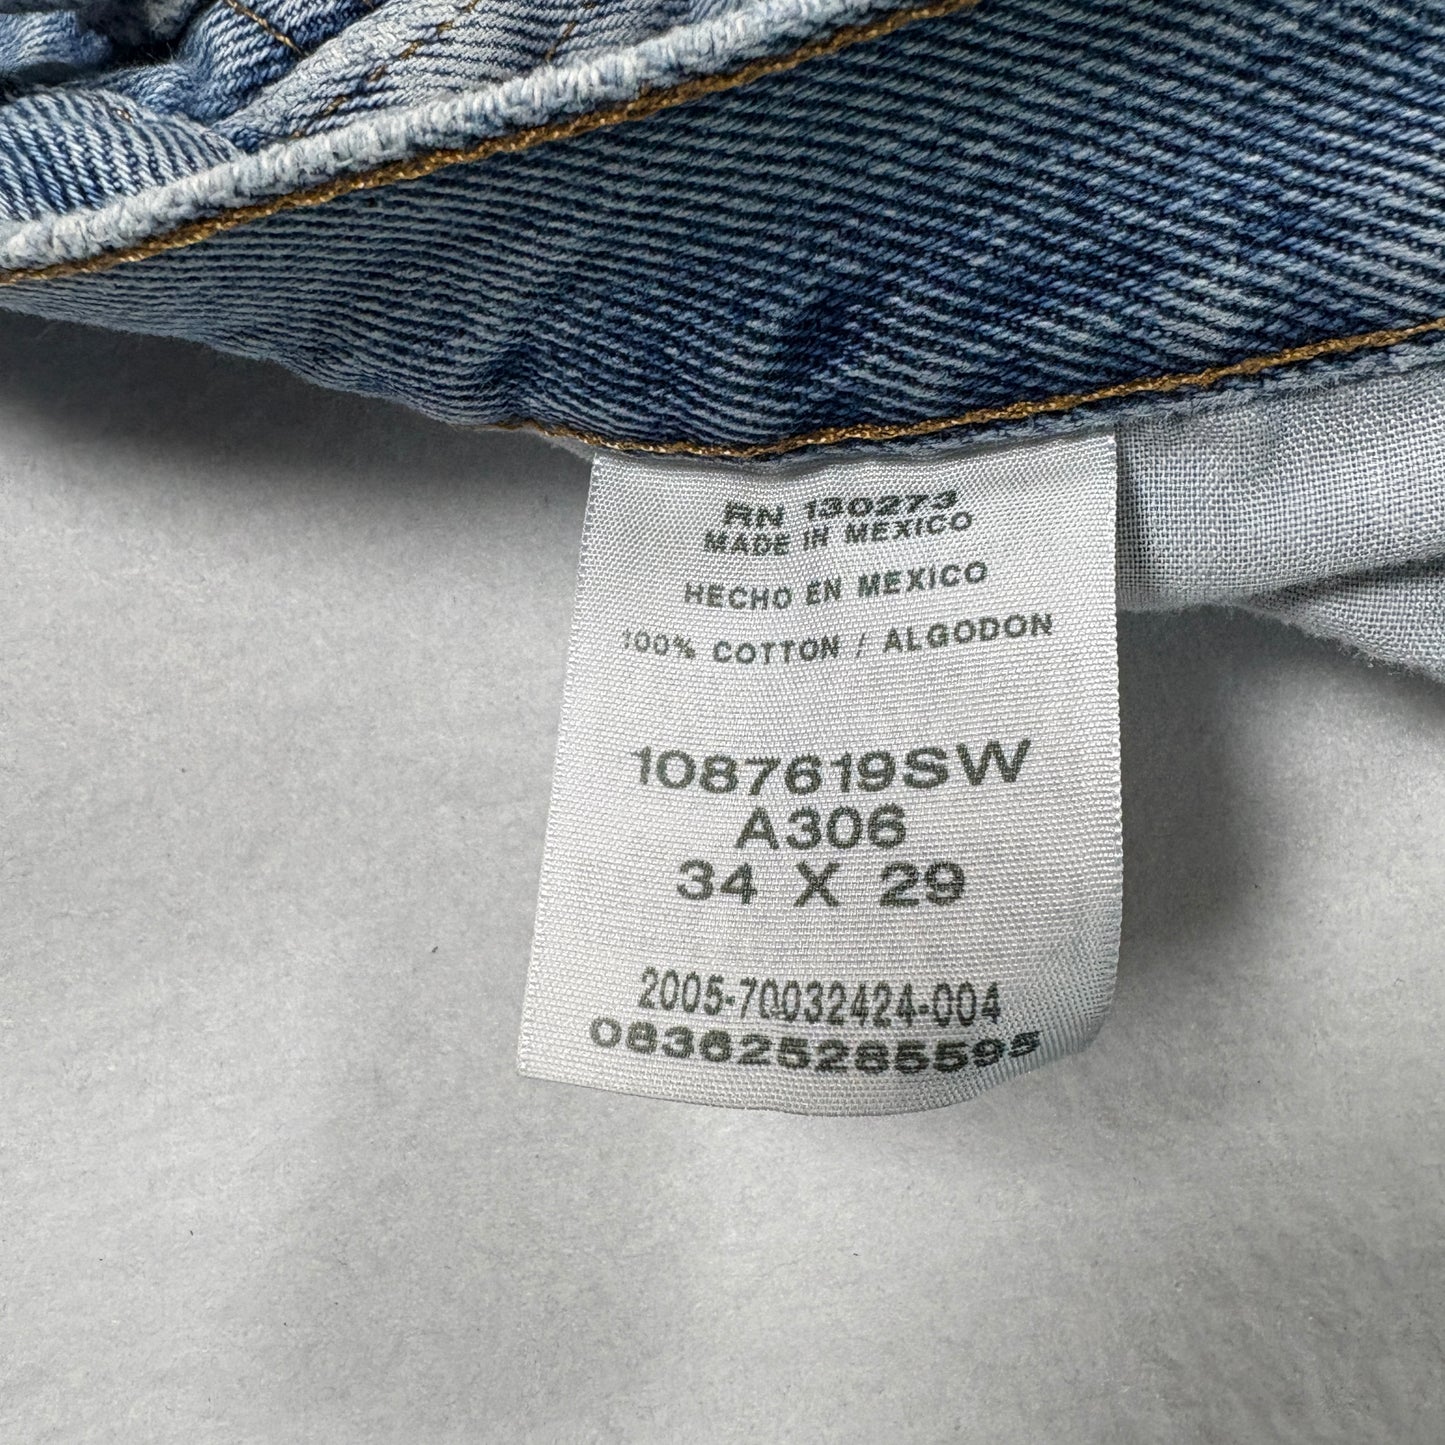 RN 130273
MADE IN MEXICO
HECHO EN MEXICO
100% COTTON / ALGODON
1087619SW
A306
34 X 29
2005-70032424-004
083625285595